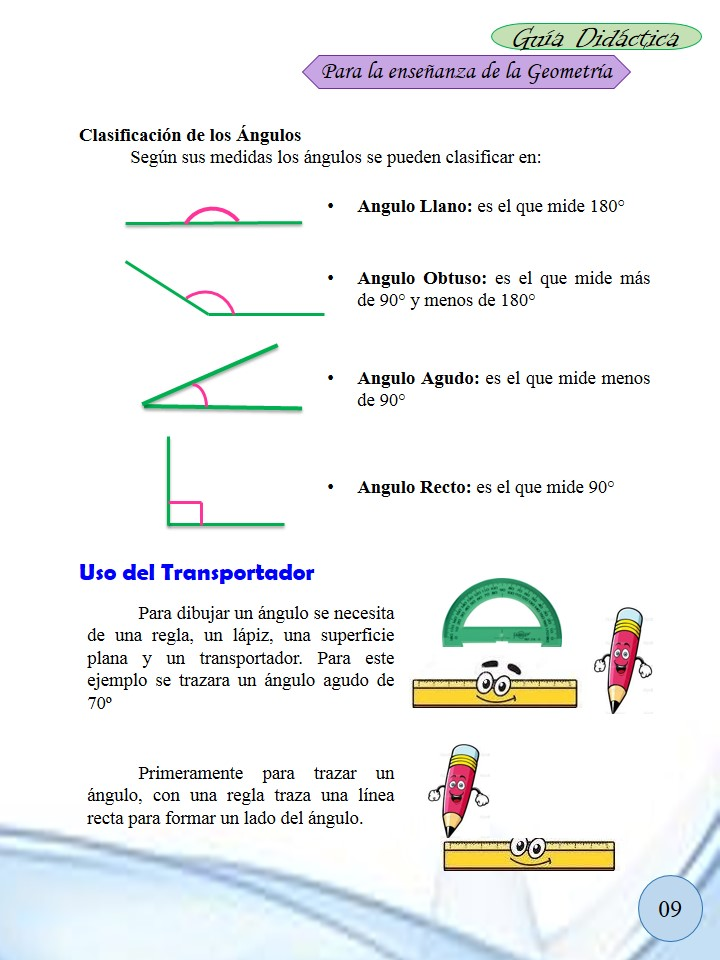 Guía Didáctica
Para la enseñanza de la Geometría
Clasificación de los Ángulos
Según sus medidas los ángulos se pueden clasificar en:
• Angulo Llano: es el que mide 180°
• Angulo Obtuso: es el que mide más
de 90° y menos de 180°
• Angulo Agudo: es el que mide menos
de 90°
• Angulo Recto: es el que mide 90°
Uso del Transportador
Para dibujar un ángulo se necesita
de una regla, un lápiz, una superficie
plana y un transportador. Para este
ejemplo se trazara un ángulo agudo de
70º
Primeramente para trazar un
ángulo, con una regla traza una línea
recta para formar un lado del ángulo.
09